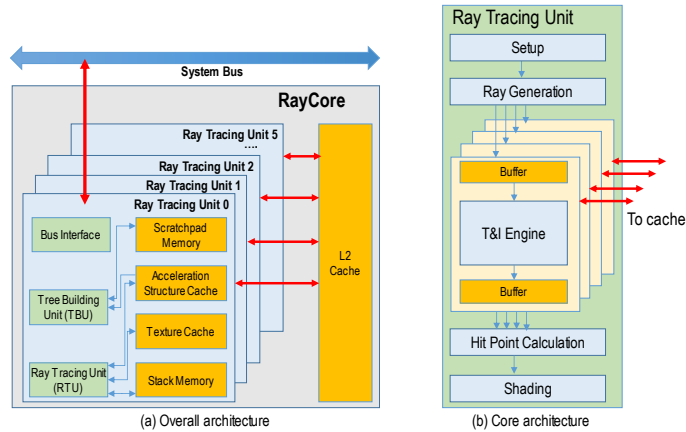 System Bus
RayCore
Ray Tracing Unit 5
....
Ray Tracing Unit 2
Ray Tracing Unit 1
Ray Tracing Unit 0
Bus Interface
Scratchpad
Memory
Tree Building
Unit (TBU)
Acceleration
Structure Cache
Texture Cache
Ray Tracing Unit
(RTU)
Stack Memory
L2
Cache
(a) Overall architecture
Ray Tracing Unit
Setup
Ray Generation
Buffer
T&I Engine
Buffer
To cache
Hit Point Calculation
Shading
(b) Core architecture